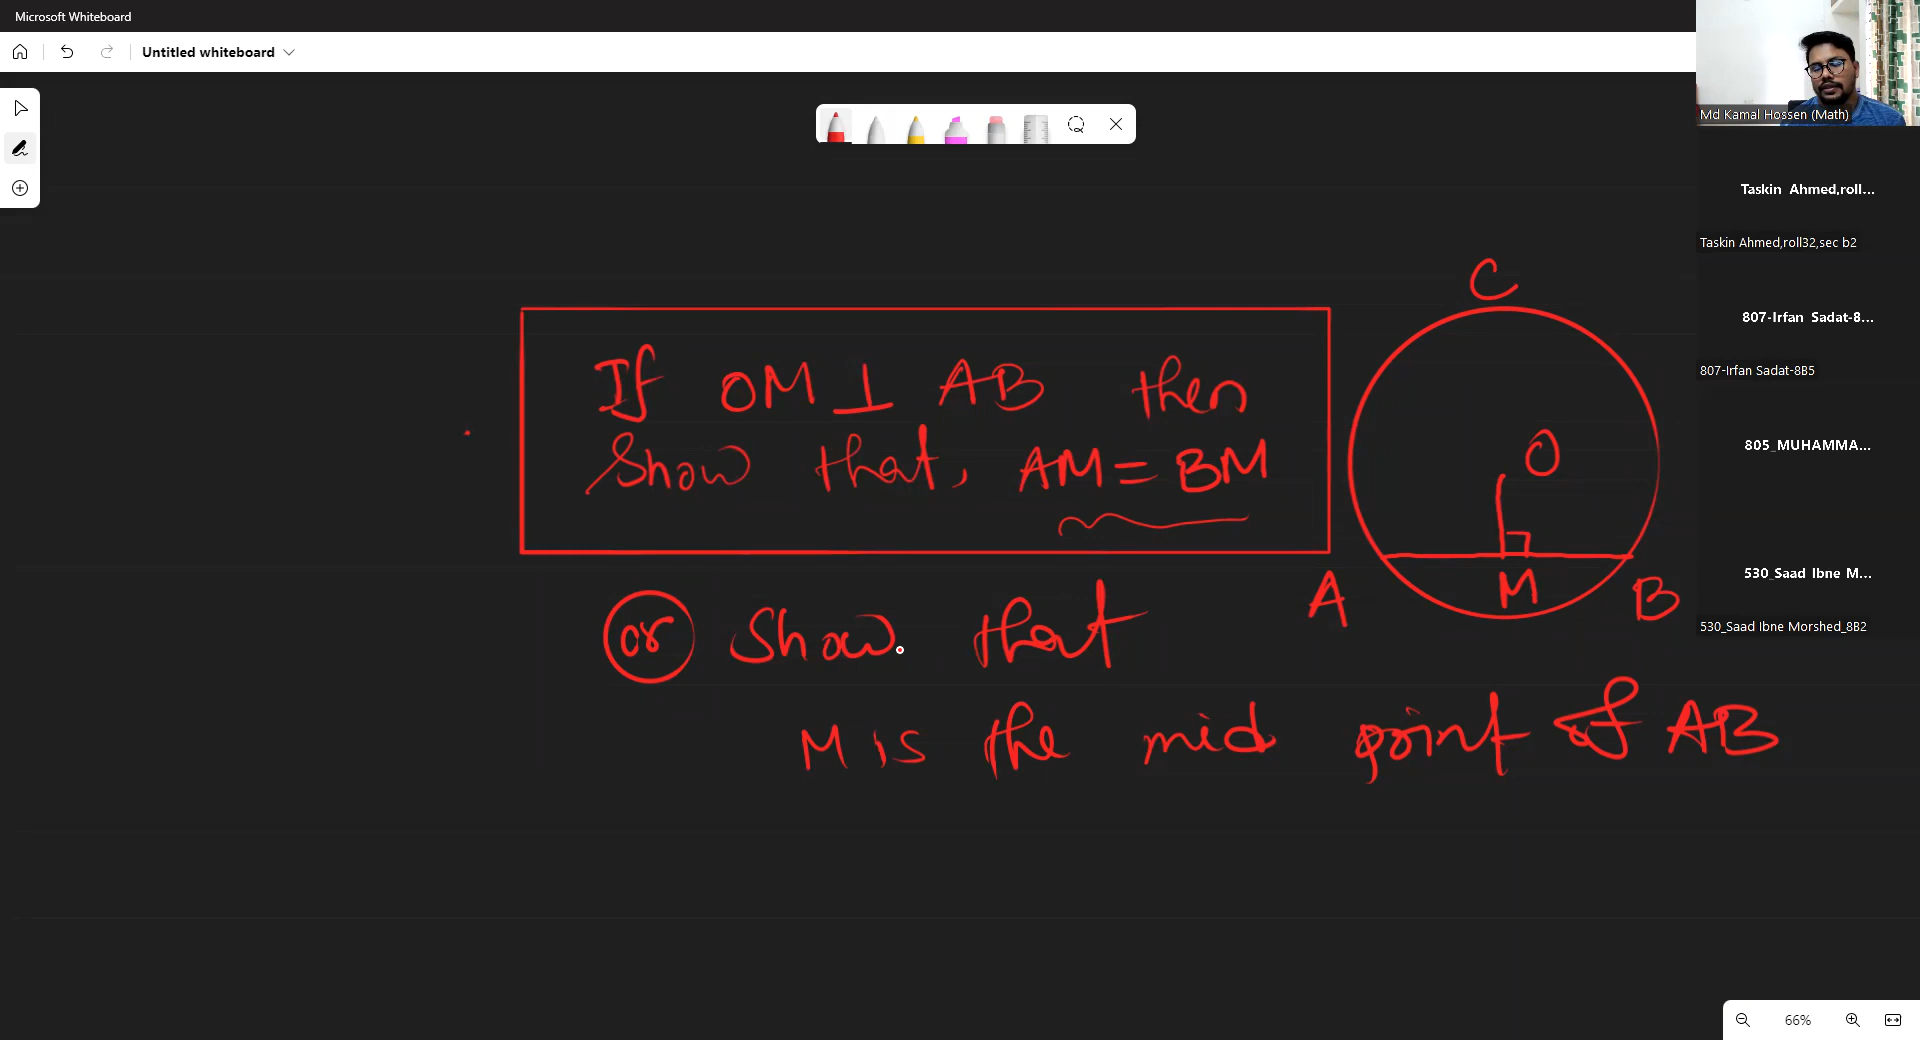 Microsoft Whiteboard
Untitled whiteboard
Md Kamal Hossen (Math)
Taskin Ahmed,roll...
Taskin Ahmed,roll32,sec b2
807-Irfan Sadat-8...
807-Irfan Sadat-8B5
805_MUHAMMA...
530_Saad Ibne M...
530_Saad Ibne Morshed_8B2
If OM ⊥ AB then
Show that, AM = BM
C
O
M
A
B
or Show that
M is the mid point of AB
66%